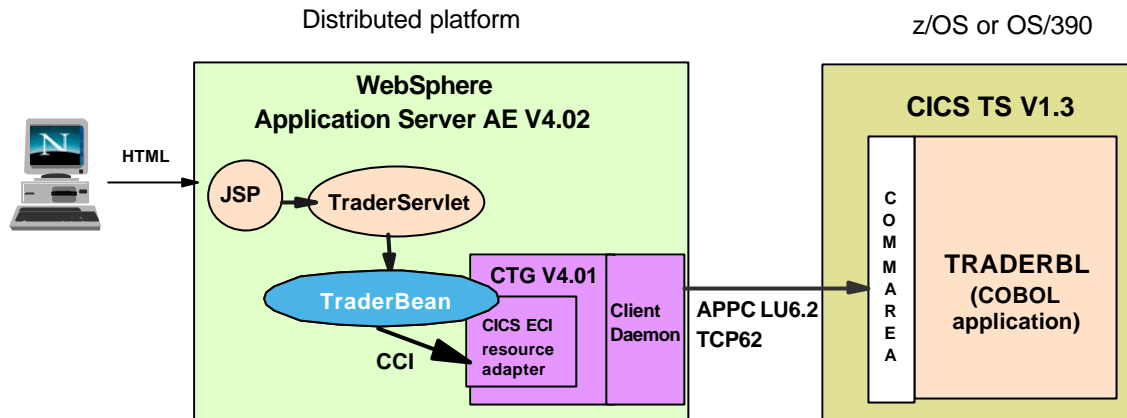 Distributed platform
z/OS or OS/390
WebSphere
Application Server AE V4.02
CICS TS V1.3
N
HTML
JSP
TraderServlet
COMMAREA
CTG V4.01
TRADERBL
(COBOL
application)
TraderBean
Client
Daemon
APPC LU6.2
TCP62
CICS ECI
resource
adapter
CCI